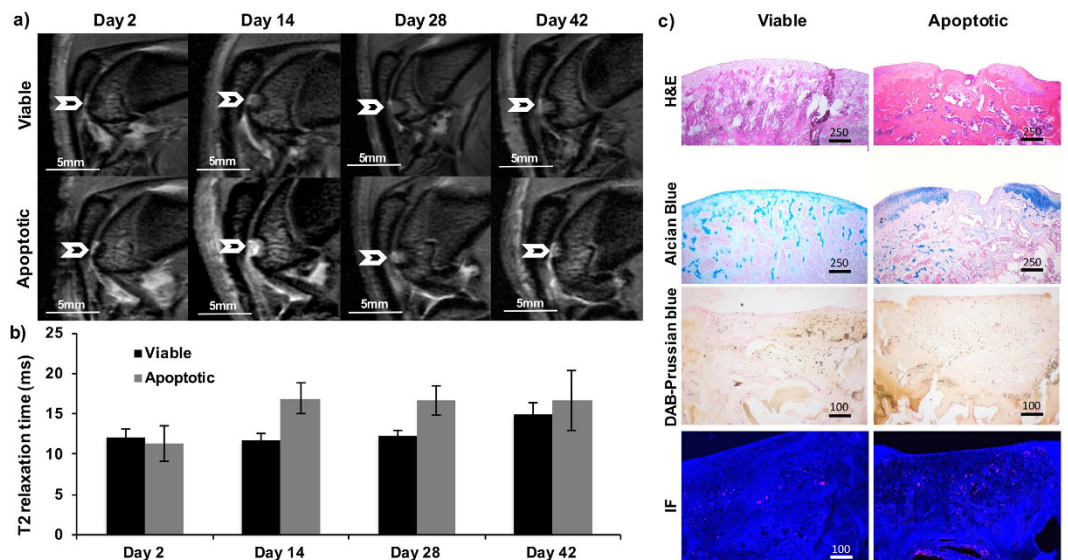 a)
Day 2
Day 14
Day 28
Day 42
Viable
5mm
5mm
5mm
5mm
Apoptotic
5mm
5mm
5mm
5mm
b)
T2 relaxation time (ms)
25
20
15
10
5
0
Viable
Apoptotic
Day 2
Day 14
Day 28
Day 42
c)
Viable
Apoptotic
H&E
250
250
Alcian Blue
250
250
DAB-Prussian blue
100
100
IF
100